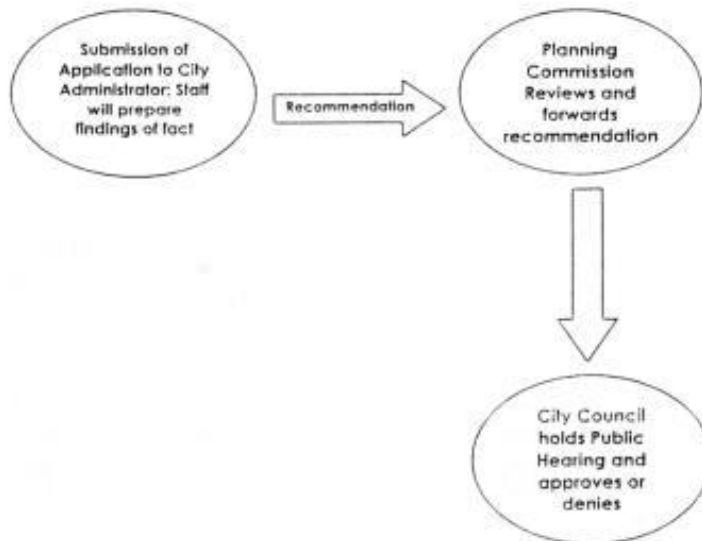 Submission of
Application to City
Administrator; Staff
will prepare
findings of fact
Recommendation
Planning
Commission
Reviews and
forwards
recommendation
City Council
holds Public
Hearing and
approves or
denies